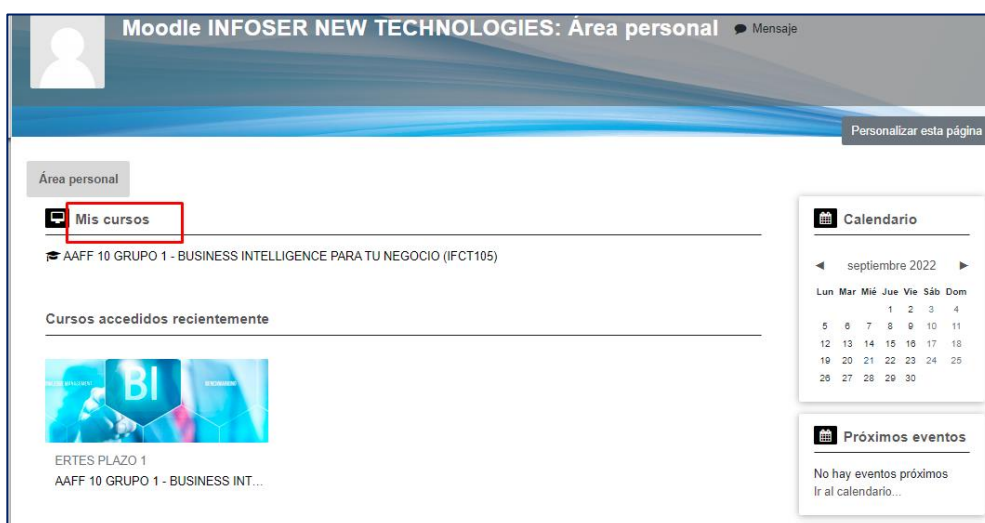 Moodle INFOSER NEW TECHNOLOGIES: Área personal Mensaje
Personalizar esta página
Área personal
Mis cursos
AAFF 10 GRUPO 1 - BUSINESS INTELLIGENCE PARA TU NEGOCIO (IFCT105)
Cursos accedidos recientemente
BI
BENCHMARKING
ERTES PLAZO 1
AAFF 10 GRUPO 1 - BUSINESS INT...
Calendario
◄ septiembre 2022 ►
Lun Mar Mié Jue Vie Sáb Dom
1 2 3 4
5 6 7 8 9 10 11
12 13 14 15 16 17 18
19 20 21 22 23 24 25
26 27 28 29 30
Próximos eventos
No hay eventos próximos
Ir al calendario...